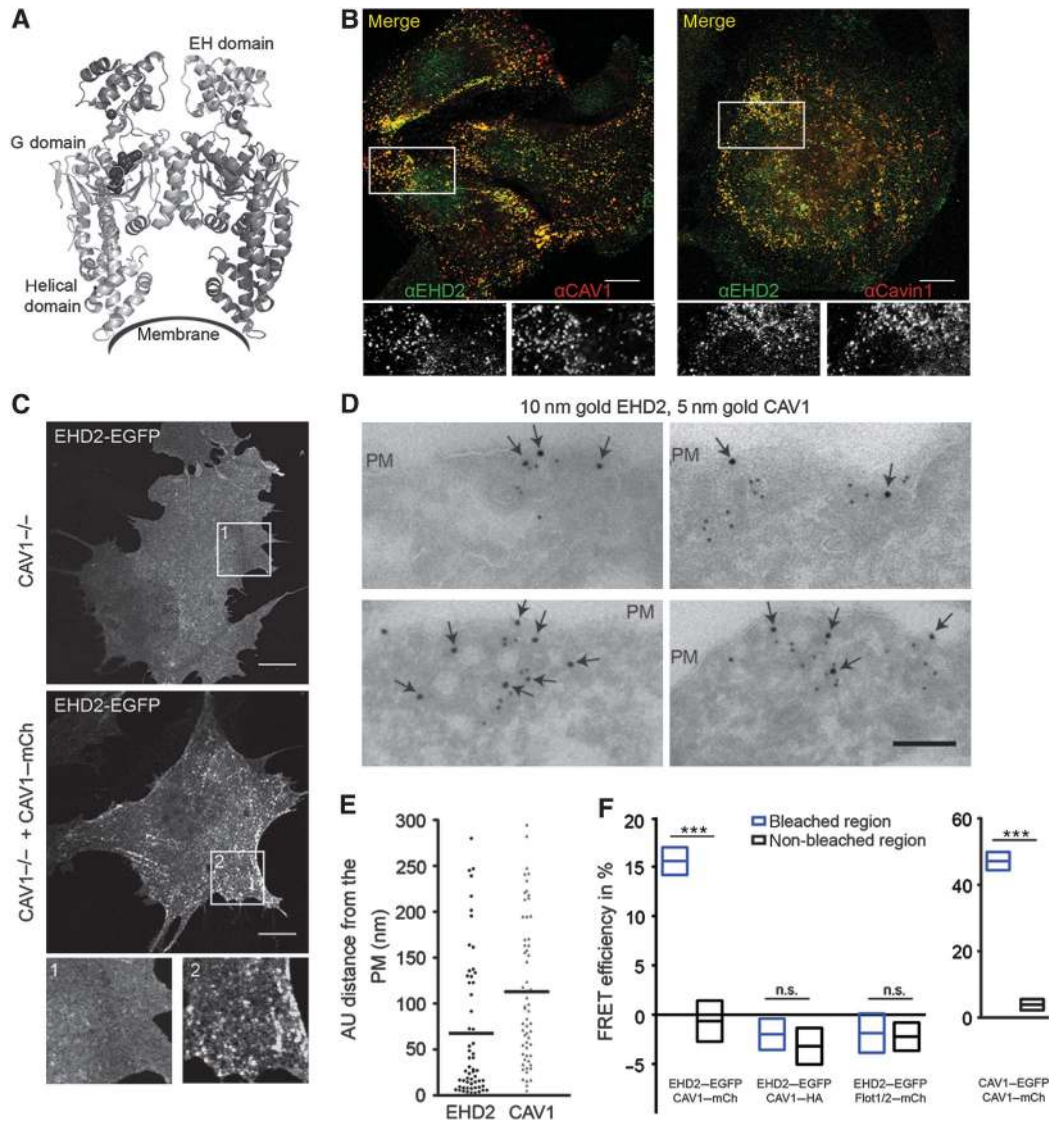 A
EH domain
G domain
Helical
domain
Membrane
B
Merge
αEHD2
αCAV1
Merge
αEHD2
αCavin1
C
EHD2-EGFP
CAV1–/–
1
EHD2-EGFP
CAV1–/– + CAV1–mCh
2
1
2
D
10 nm gold EHD2, 5 nm gold CAV1
PM
PM
PM
PM
E
AU distance from the
PM (nm)
300
250
200
150
100
50
0
EHD2
CAV1
F
Bleached region
Non-bleached region
FRET efficiency in %
20
15
10
5
0
–5
***
n.s.
n.s.
EHD2–EGFP
CAV1–mCh
EHD2–EGFP
CAV1–HA
EHD2–EGFP
Flot1/2–mCh
60
40
20
0
***
CAV1–EGFP
CAV1–mCh